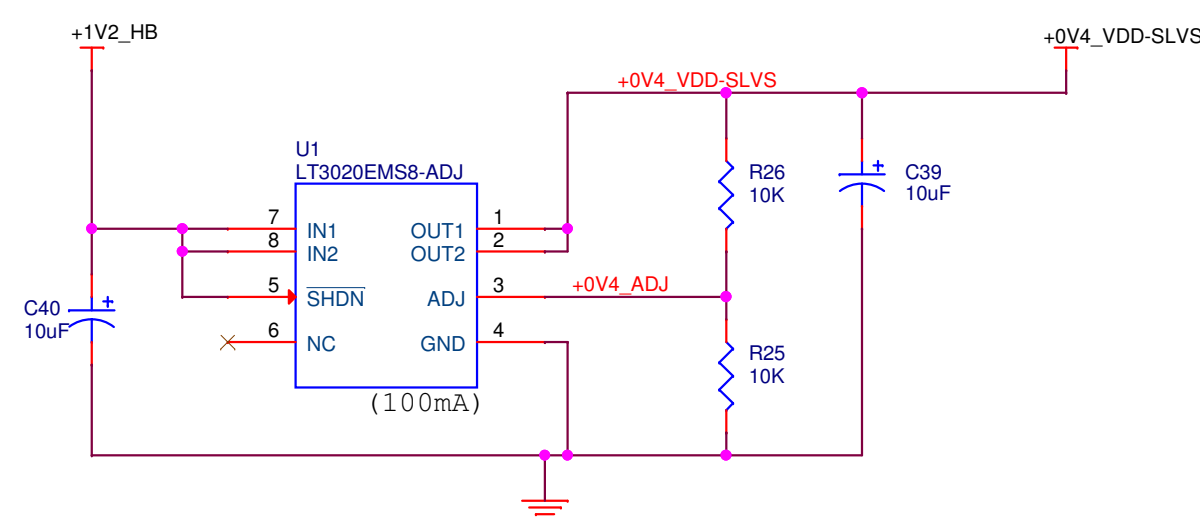 +1V2_HB
+0V4_VDD-SLVS
+0V4_VDD-SLVS
U1
LT3020EMS8-ADJ
R26
10K
+
C39
10uF
7
IN1
OUT1
1
8
IN2
OUT2
2
5
SHDN
ADJ
3
+0V4_ADJ
6
NC
GND
4
C40
10uF
+
R25
10K
(100mA)